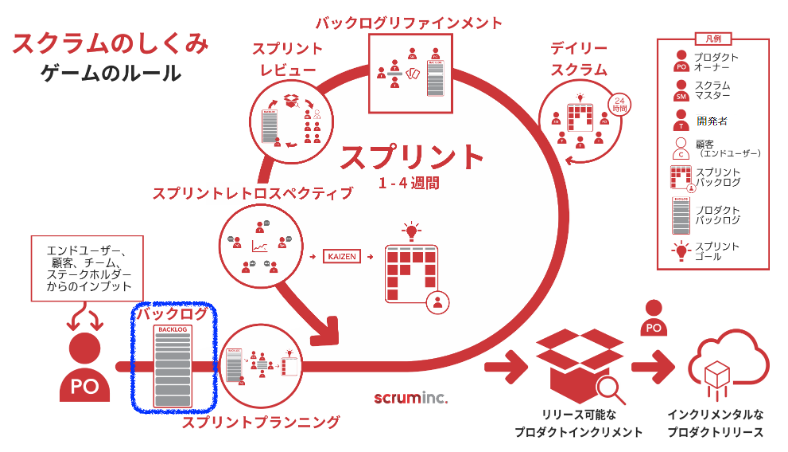 スクラムのしくみ
ゲームのルール
バックログリファインメント
スプリント
レビュー
デイリー
スクラム
24
時間
スプリント
1 - 4 週間
スプリントレトロスペクティブ
KAIZEN
凡例
PO
プロダクト
オーナー
SM
スクラム
マスター
T
開発者
C
顧客
（エンドユーザー）
スプリント
バックログ
プロダクト
バックログ
スプリント
ゴール
エンドユーザー、
顧客、チーム、
ステークホルダー
からのインプット
バックログ
BACKLOG
PO
スプリントプランニング
scruminc.
PO
リリース可能な
プロダクトインクリメント
インクリメンタルな
プロダクトリリース